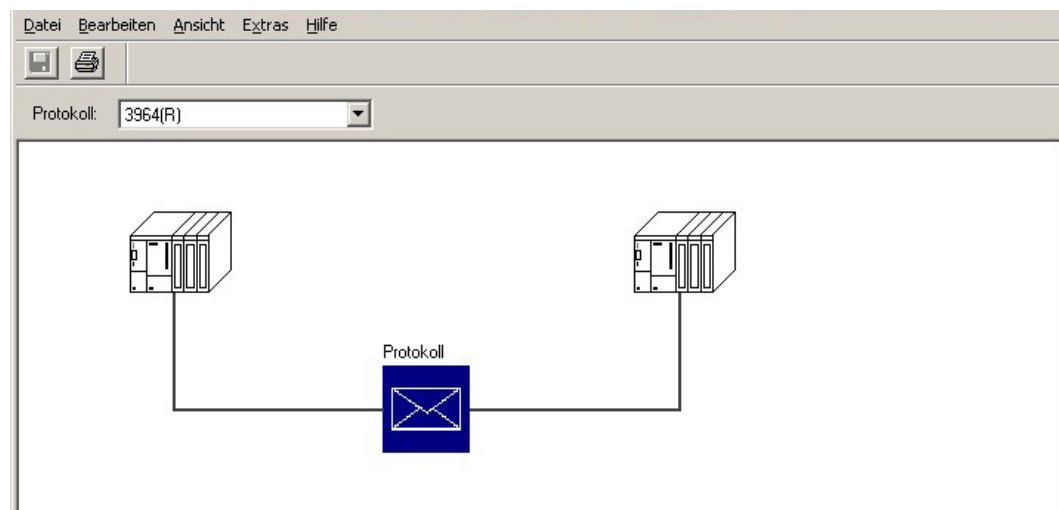 Datei Bearbeiten Ansicht Extras Hilfe
Protokoll: 3964(R)
Protokoll